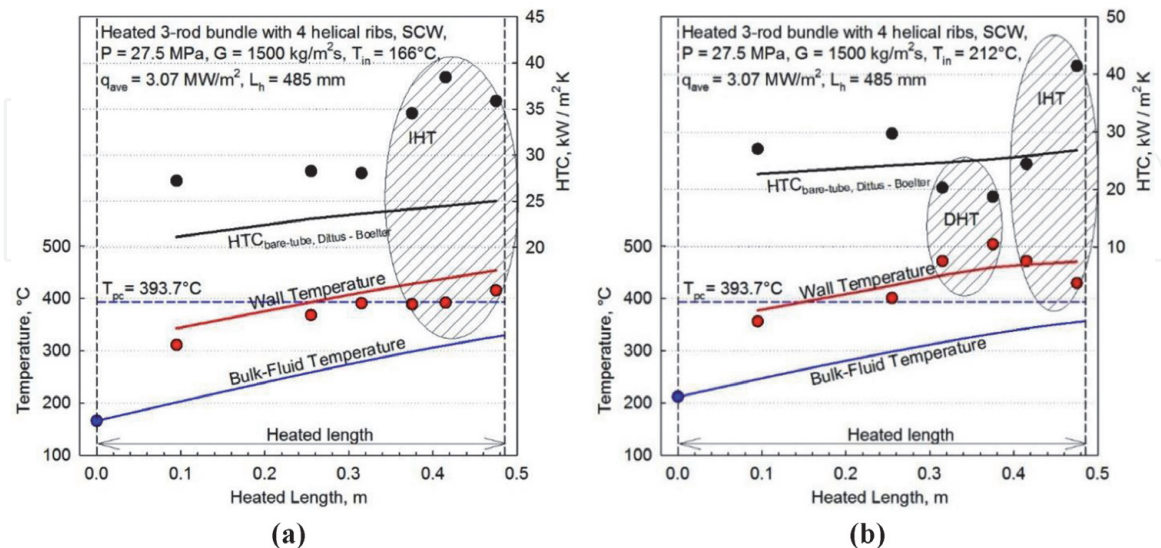 Heated 3-rod bundle with 4 helical ribs, SCW,
P = 27.5 MPa, G = 1500 kg/m²s, Tᵢₙ = 166°C,
q_ave = 3.07 MW/m², L_h = 485 mm
IHT
HTC_bare-tube, Dittus - Boelter
T_pc = 393.7°C
Wall Temperature
Bulk-Fluid Temperature
Heated length
Temperature, °C
500
400
300
200
100
HTC, kW / m² K
45
40
35
30
25
20
0.0 0.1 0.2 0.3 0.4 0.5
Heated Length, m
(a)
Heated 3-rod bundle with 4 helical ribs, SCW,
P = 27.5 MPa, G = 1500 kg/m²s, Tᵢₙ = 212°C,
q_ave = 3.07 MW/m², L_h = 485 mm
IHT
HTC_bare-tube, Dittus - Boelter
DHT
T_pc = 393.7°C
Wall Temperature
Bulk-Fluid Temperature
Heated length
Temperature, °C
500
400
300
200
100
HTC, kW / m² K
50
40
30
20
10
0.0 0.1 0.2 0.3 0.4 0.5
Heated Length, m
(b)